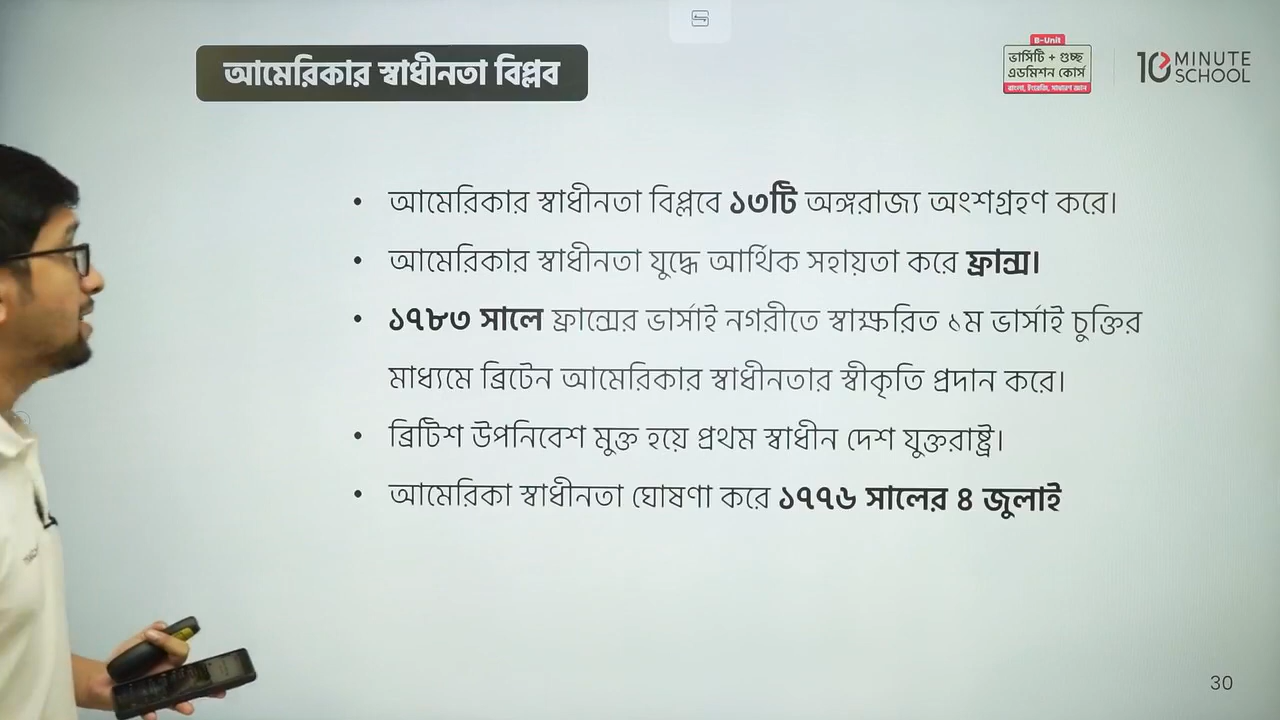 আমেরিকার স্বাধীনতা বিপ্লব
B-Unit
ভার্সিটি + গুচ্ছ
এডমিশন কোর্স
বাংলা, ইংরেজি, সাধারণ জ্ঞান
10 MINUTE SCHOOL
• আমেরিকার স্বাধীনতা বিপ্লবে ১৩টি অঙ্গরাজ্য অংশগ্রহণ করে।
• আমেরিকার স্বাধীনতা যুদ্ধে আর্থিক সহায়তা করে ফ্রান্স।
• ১৭৮৩ সালে ফ্রান্সের ভার্সাই নগরীতে স্বাক্ষরিত ১ম ভার্সাই চুক্তির
মাধ্যমে ব্রিটেন আমেরিকার স্বাধীনতার স্বীকৃতি প্রদান করে।
• ব্রিটিশ উপনিবেশ মুক্ত হয়ে প্রথম স্বাধীন দেশ যুক্তরাষ্ট্র।
• আমেরিকা স্বাধীনতা ঘোষণা করে ১৭৭৬ সালের ৪ জুলাই
30